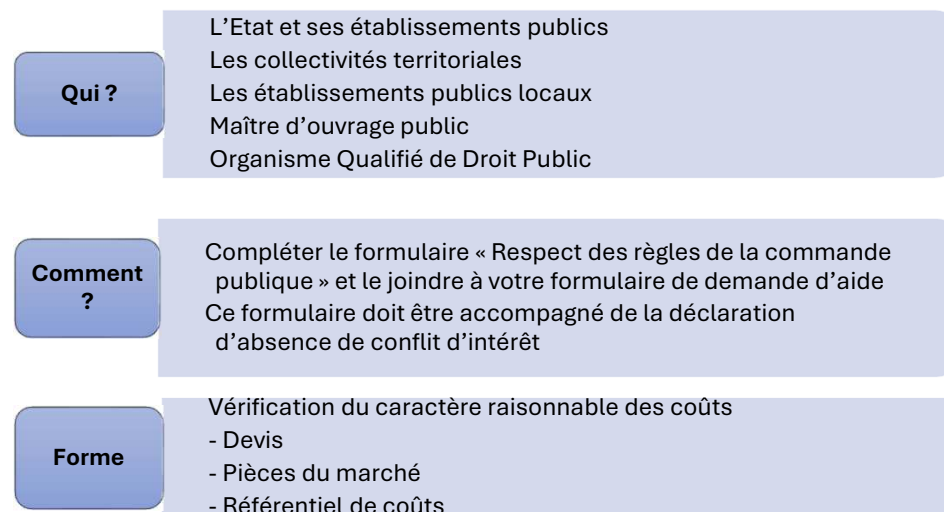 Qui ?
L’Etat et ses établissements publics
Les collectivités territoriales
Les établissements publics locaux
Maître d’ouvrage public
Organisme Qualifié de Droit Public
Comment
?
Compléter le formulaire « Respect des règles de la commande
publique » et le joindre à votre formulaire de demande d’aide
Ce formulaire doit être accompagné de la déclaration
d’absence de conflit d’intérêt
Forme
Vérification du caractère raisonnable des coûts
- Devis
- Pièces du marché
- Référentiel de coûts